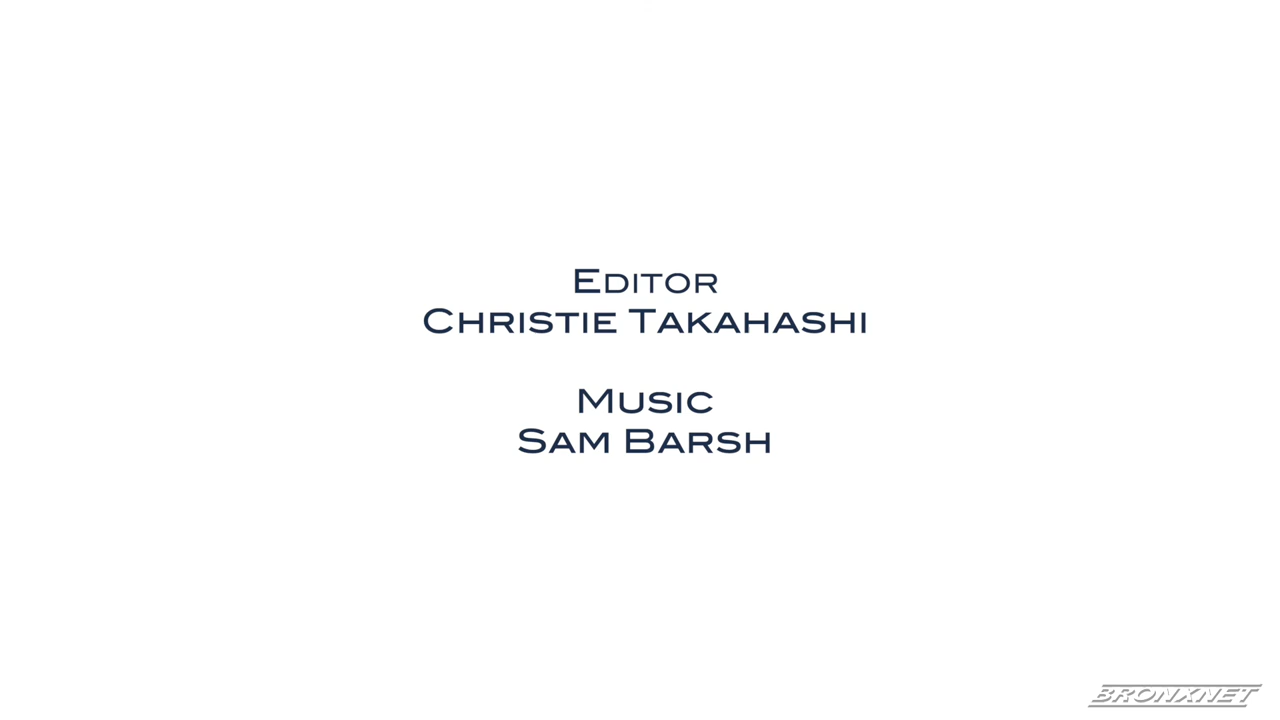 Editor
Christie Takahashi
Music
Sam Barsh
BRONXNET